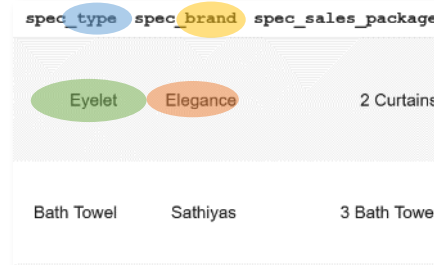 spec_type spec_brand spec_sales_package
Eyelet Elegance 2 Curtains
Bath Towel Sathiyas 3 Bath Towe